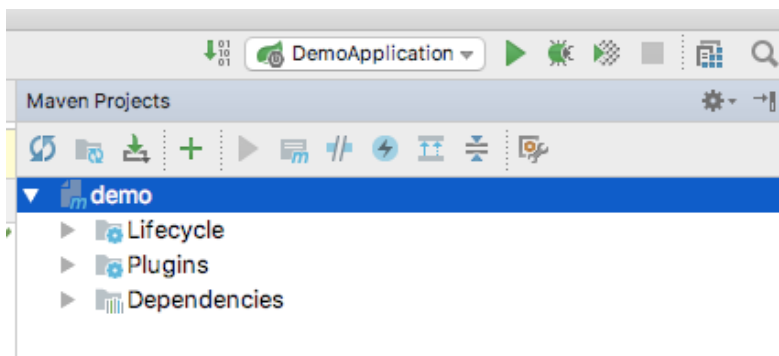 DemoApplication
Maven Projects
demo
Lifecycle
Plugins
Dependencies